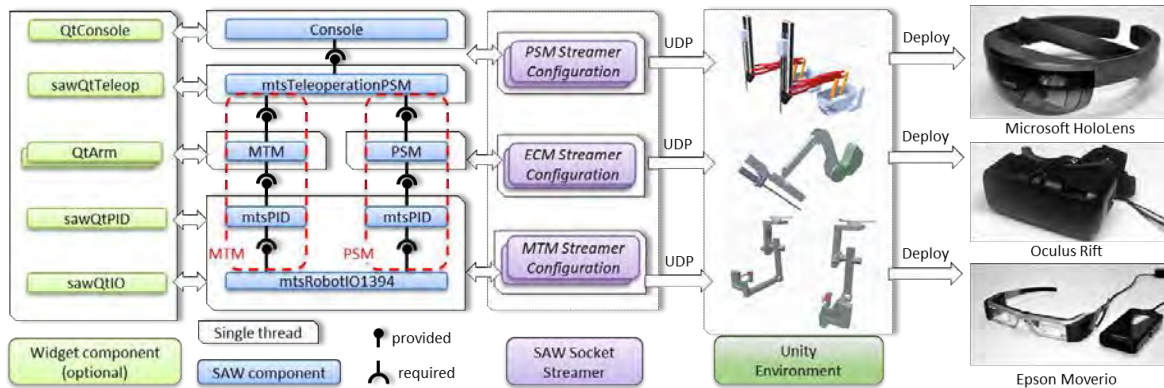 QtConsole
sawQtTeleop
QtArm
sawQtPID
sawQtIO
Widget component
(optional)
Console
mtsTeleoperationPSM
MTM
PSM
mtsPID
mtsPID
MTM
PSM
mtsRobotIO1394
Single thread
SAW component
provided
required
PSM Streamer
Configuration
ECM Streamer
Configuration
MTM Streamer
Configuration
SAW Socket
Streamer
UDP
UDP
UDP
Unity
Environment
Deploy
Deploy
Deploy
Microsoft HoloLens
Oculus Rift
Epson Moverio